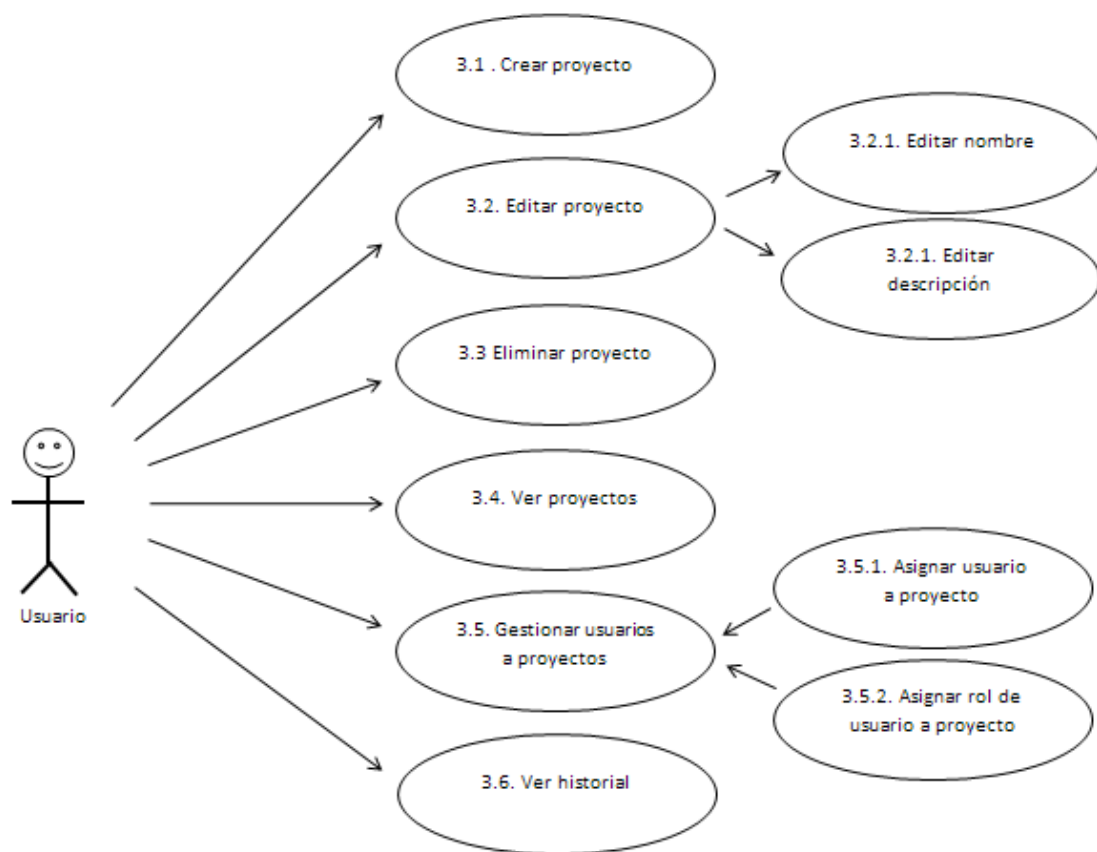 3.1 . Crear proyecto
3.2.1. Editar nombre
3.2. Editar proyecto
3.2.1. Editar
descripción
3.3 Eliminar proyecto
3.4. Ver proyectos
3.5.1. Asignar usuario
a proyecto
Usuario
3.5. Gestionar usuarios
a proyectos
3.5.2. Asignar rol de
usuario a proyecto
3.6. Ver historial